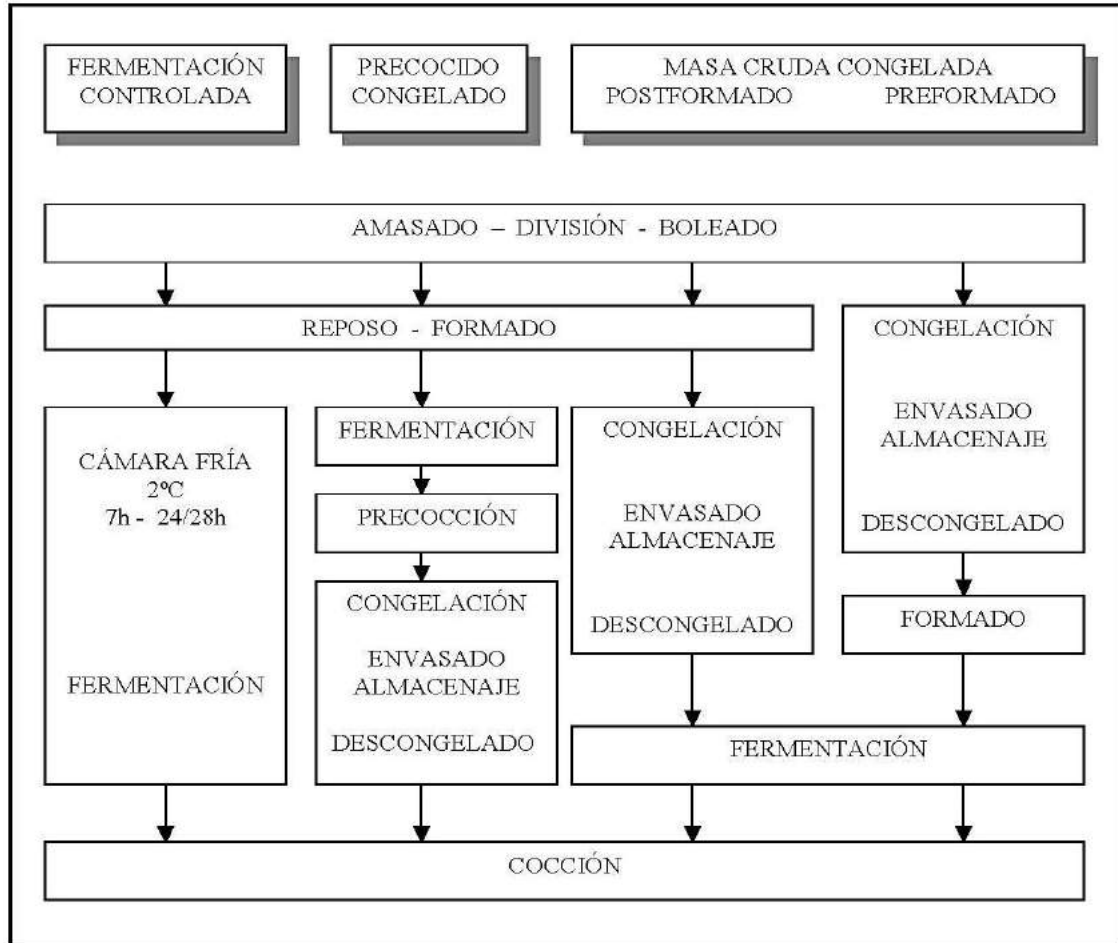 FERMENTACIÓN
CONTROLADA
PRECOCIDO
CONGELADO
MASA CRUDA CONGELADA
POSTFORMADO PREFORMADO
AMASADO – DIVISIÓN - BOLEADO
REPOSO - FORMADO
CÁMARA FRÍA
2ºC
7h - 24/28h
FERMENTACIÓN
FERMENTACIÓN
PRECOCCIÓN
CONGELACIÓN
ENVASADO
ALMACENAJE
DESCONGELADO
CONGELACIÓN
ENVASADO
ALMACENAJE
DESCONGELADO
CONGELACIÓN
ENVASADO
ALMACENAJE
DESCONGELADO
FORMADO
FERMENTACIÓN
COCCIÓN